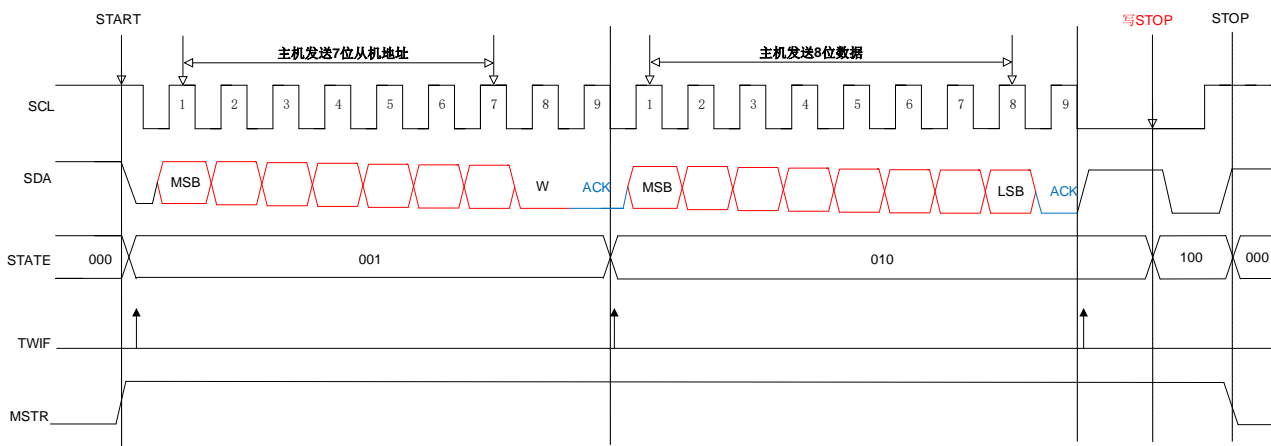 START
写STOP
STOP
主机发送7位从机地址
主机发送8位数据
SCL
1 2 3 4 5 6 7 8 9 1 2 3 4 5 6 7 8 9
SDA
MSB W ACK MSB LSB ACK
STATE
000 001 010 100 000
TWIF
MSTR